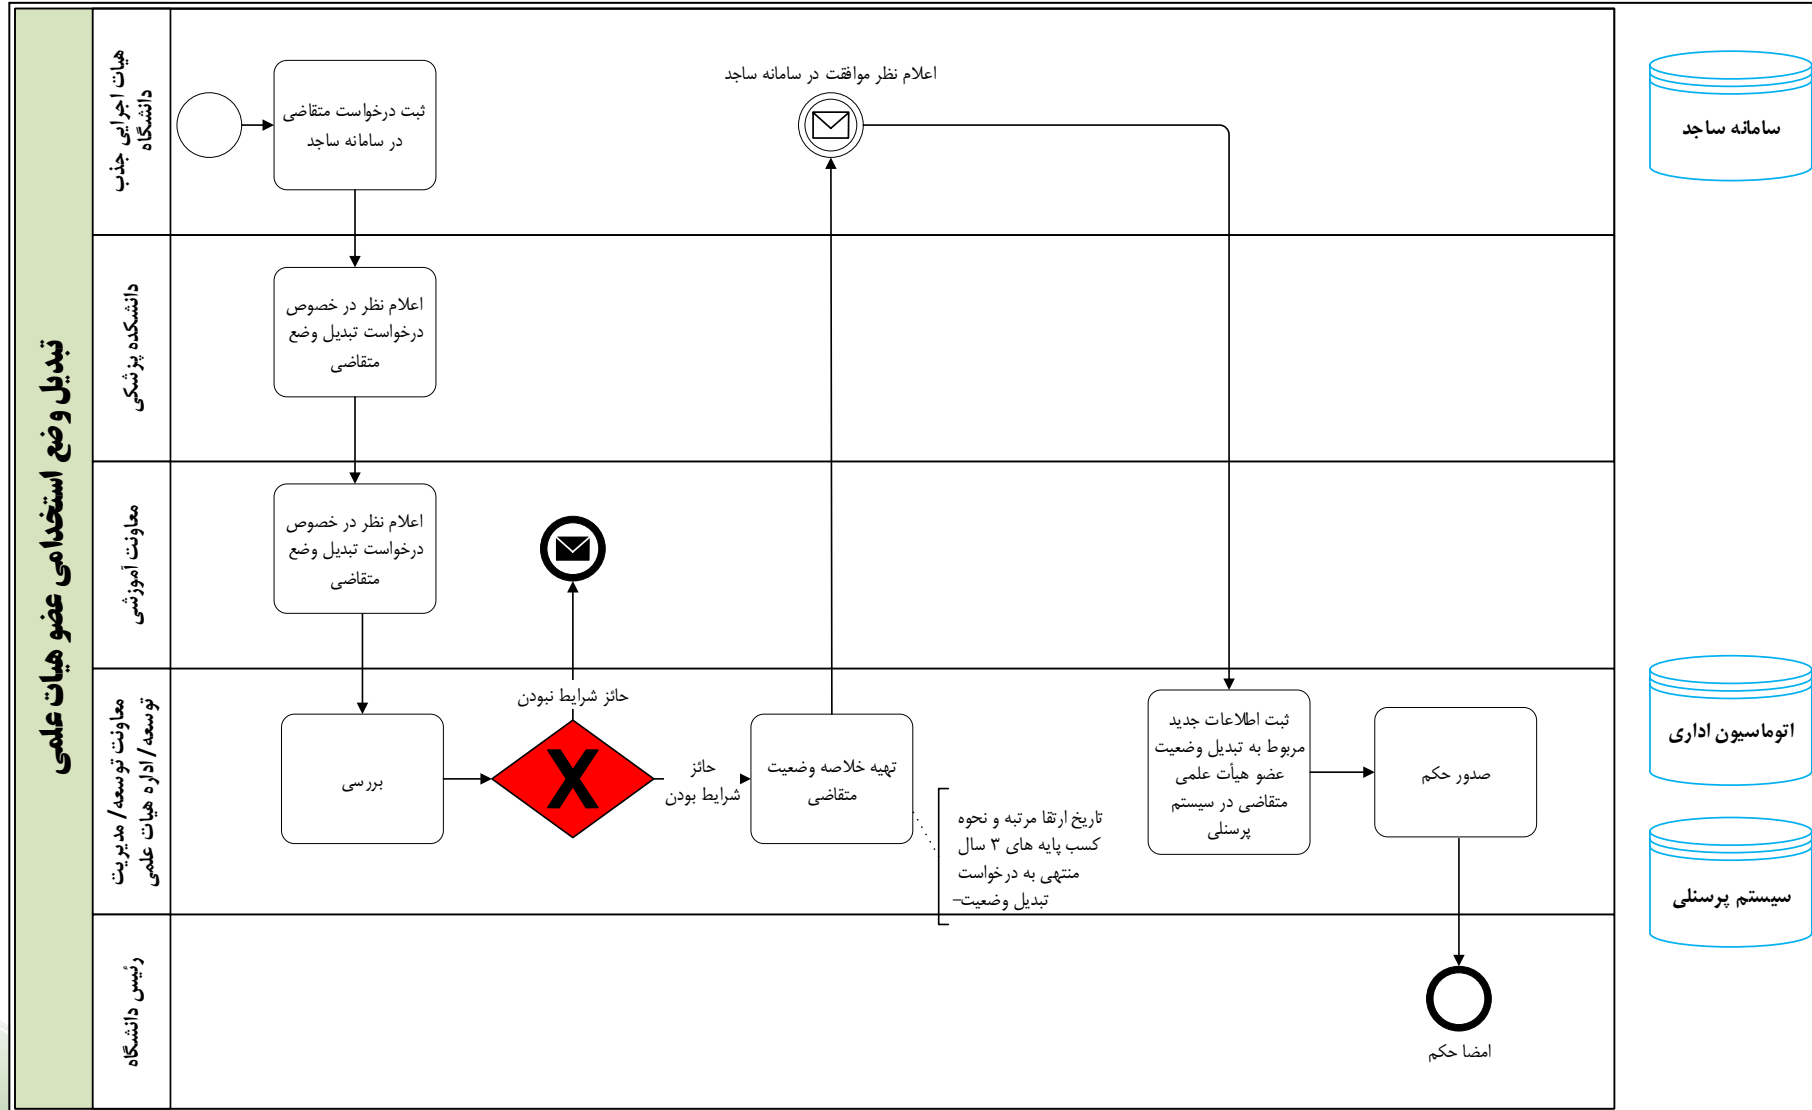 تبدیل وضع استخدامی عضو هیات علمی
هیات اجرایی جذب
دانشگاه
ثبت درخواست متقاضی
در سامانه ساجد
اعلام نظر موافقت در سامانه ساجد
دانشکده پزشکی
اعلام نظر در خصوص
درخواست تبدیل وضع
متقاضی
معاونت آموزشی
اعلام نظر در خصوص
درخواست تبدیل وضع
متقاضی
معاونت توسعه/ مدیریت
توسعه/ اداره هیات علمی
بررسی
حائز شرایط نبودن
X
حائز
شرایط بودن
تهیه خلاصه وضعیت
متقاضی
تاریخ ارتقا مرتبه و نحوه
کسب پایه های ۳ سال
منتهی به درخواست
تبدیل وضعیت–
ثبت اطلاعات جدید
مربوط به تبدیل وضعیت
عضو هیأت علمی
متقاضی در سیستم
پرسنلی
صدور حکم
رئیس دانشگاه
امضا حکم
سامانه ساجد
اتوماسیون اداری
سیستم پرسنلی